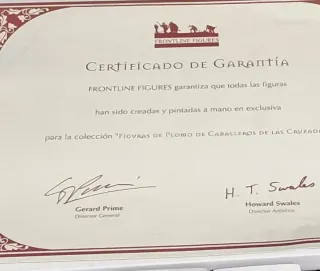 FRONTLINE FIGURES
CERTIFICADO DE GARANTÍA
FRONTLINE FIGURES garantiza que todas las figuras
han sido creadas y pintadas a mano en exclusiva
para la colección "FIGURAS DE PLOMO DE CABALLEROS DE LAS CRUZAD
H. T. Swales
Gerard Prime
Howard Swales
Director General
Director Artístico